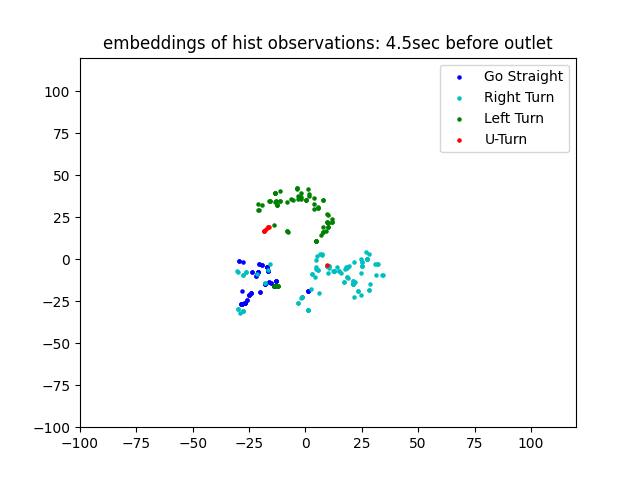 embeddings of hist observations: 4.5sec before outlet
Go Straight
Right Turn
Left Turn
U-Turn
100
75
50
25
0
−25
−50
−75
−100
−100 −75 −50 −25 0 25 50 75 100